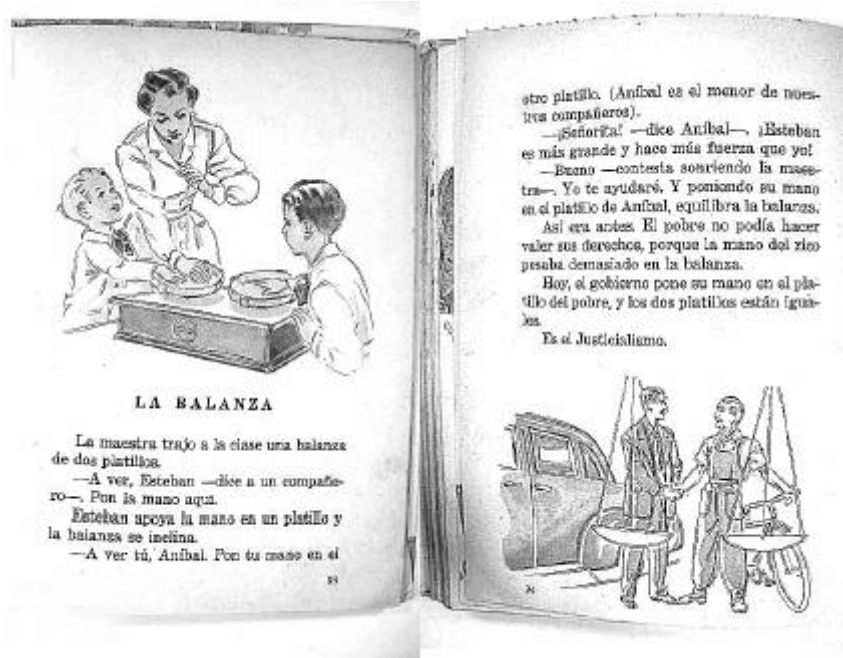 LA BALANZA
La maestra trajo a la clase una balanza
de dos platillos.
—A ver, Esteban —dice a un compañe-
ro—. Pon la mano aquí.
Esteban apoya la mano en un platillo y
la balanza se inclina.
—A ver tú, Aníbal. Pon tu mano en el
otro platillo. (Aníbal es el menor de nues-
tros compañeros).
—¡Señorita! —dice Aníbal—. ¡Esteban
es más grande y hace más fuerza que yo!
—Bueno —contesta sonriendo la maes-
tra—. Yo te ayudaré. Y poniendo su mano
en el platillo de Aníbal, equilibra la balanza.
Así era antes. El pobre no podía hacer
valer sus derechos, porque la mano del rico
pesaba demasiado en la balanza.
Hoy, el gobierno pone su mano en el pla-
tillo del pobre, y los dos platillos están igua-
les.
Es el Justicialismo.